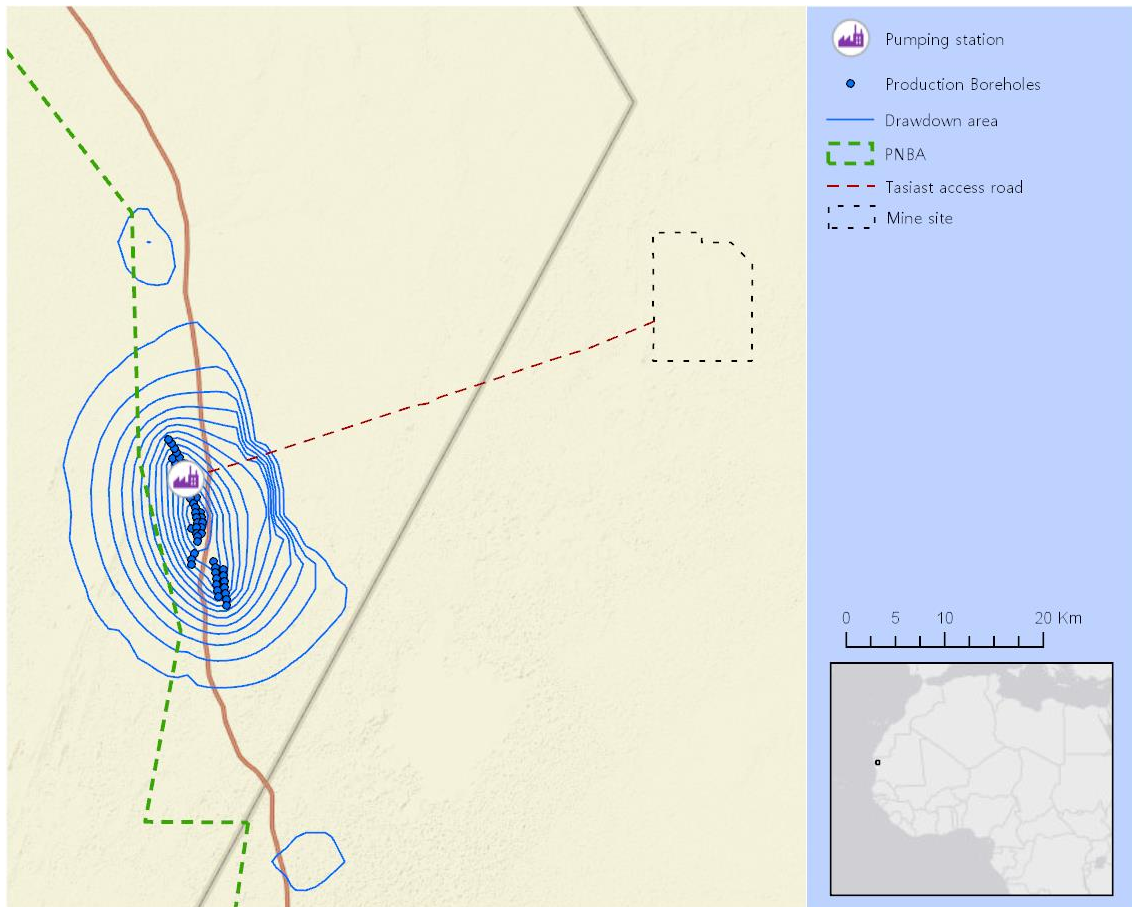 Pumping station
Production Boreholes
Drawdown area
PNBA
Tasiast access road
Mine site
0 5 10 20 Km